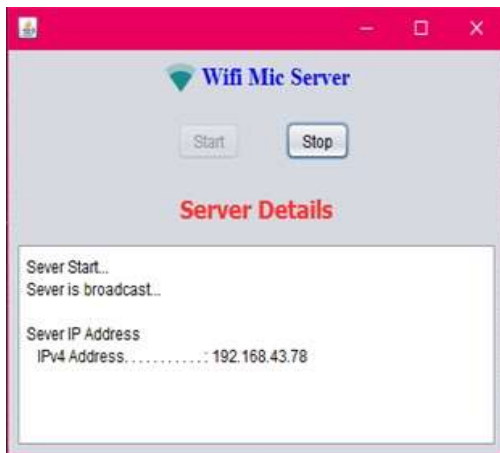 Wifi Mic Server
Start Stop
Server Details
Sever Start...
Sever is broadcast...
Sever IP Address
IPv4 Address. . . . . . . . . . . : 192.168.43.78